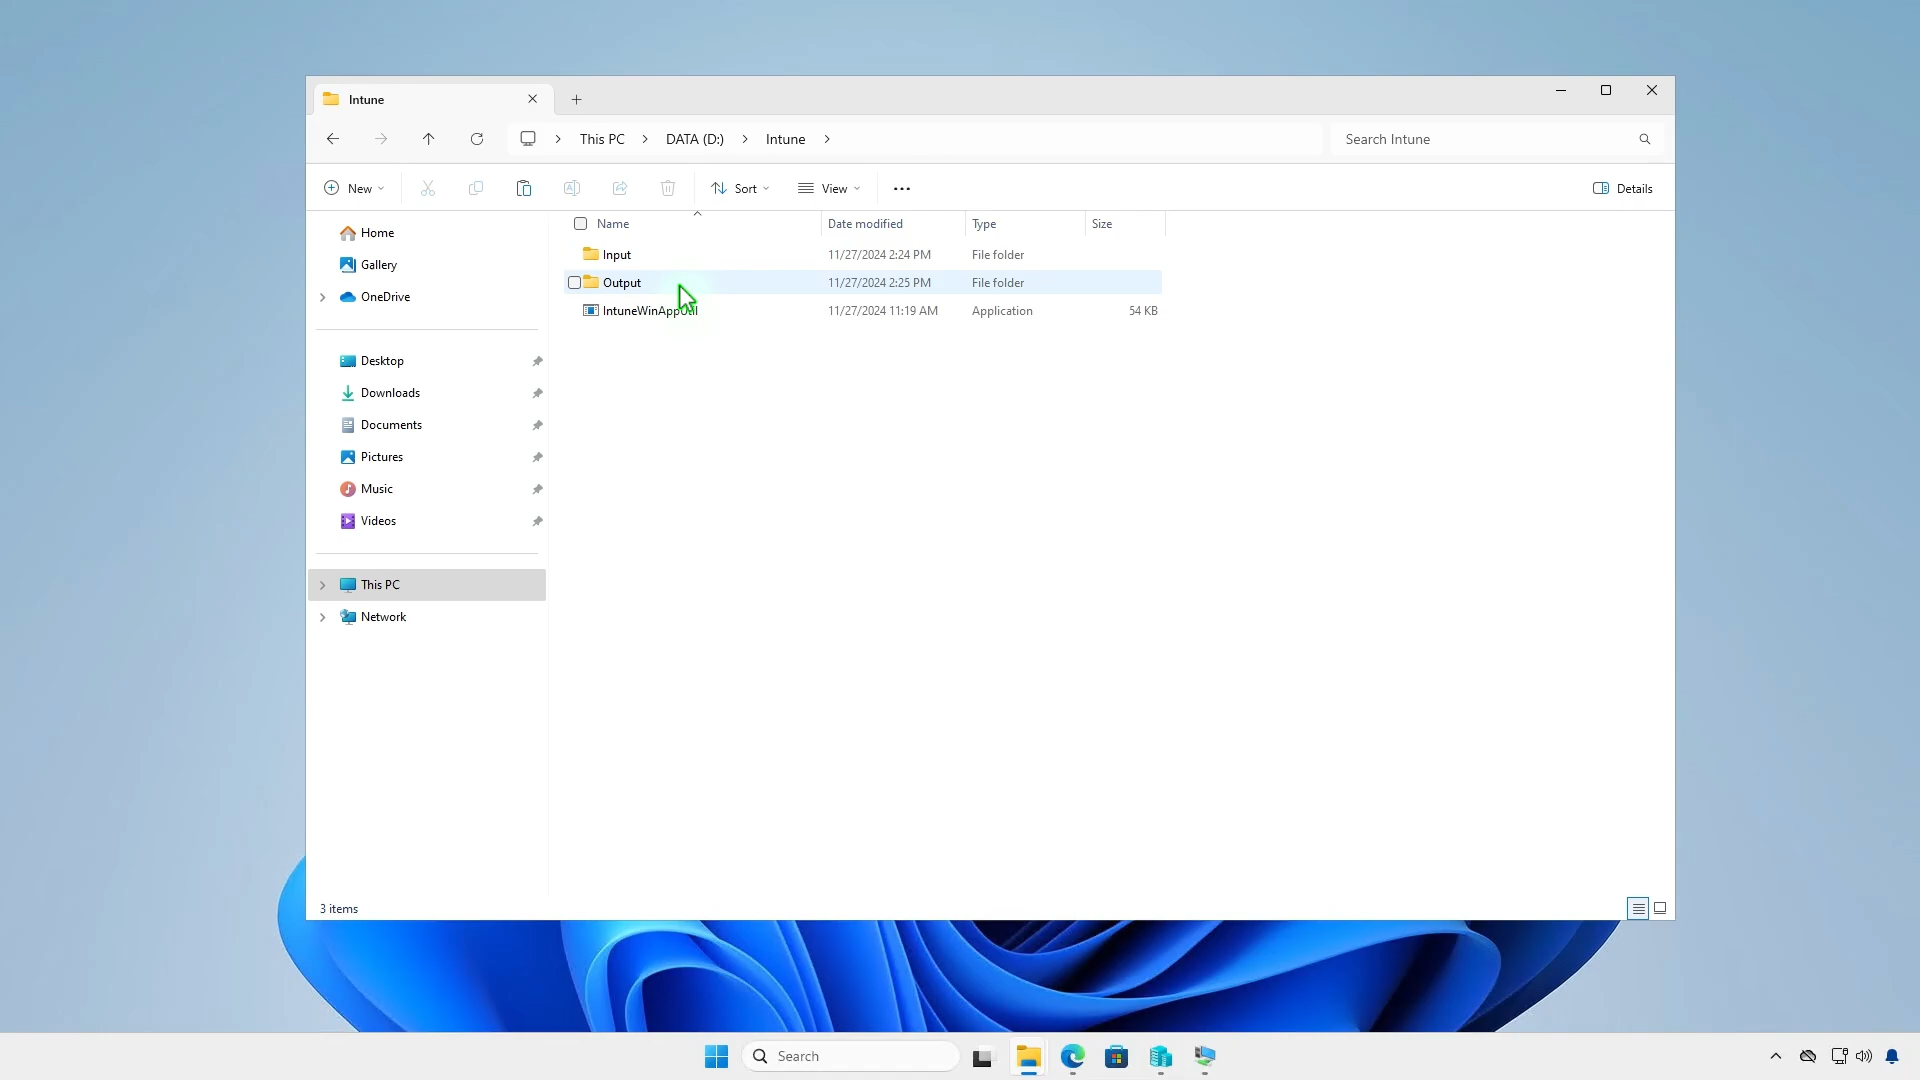 Intune
This PC
DATA (D:)
Intune
Search Intune
New
Sort
View
Details
Name
Date modified
Type
Size
Home
Input
11/27/2024 2:24 PM
File folder
Gallery
Output
11/27/2024 2:25 PM
File folder
OneDrive
IntuneWinAppUtil
11/27/2024 11:19 AM
Application
54 KB
Desktop
Downloads
Documents
Pictures
Music
Videos
This PC
Network
3 items
Search